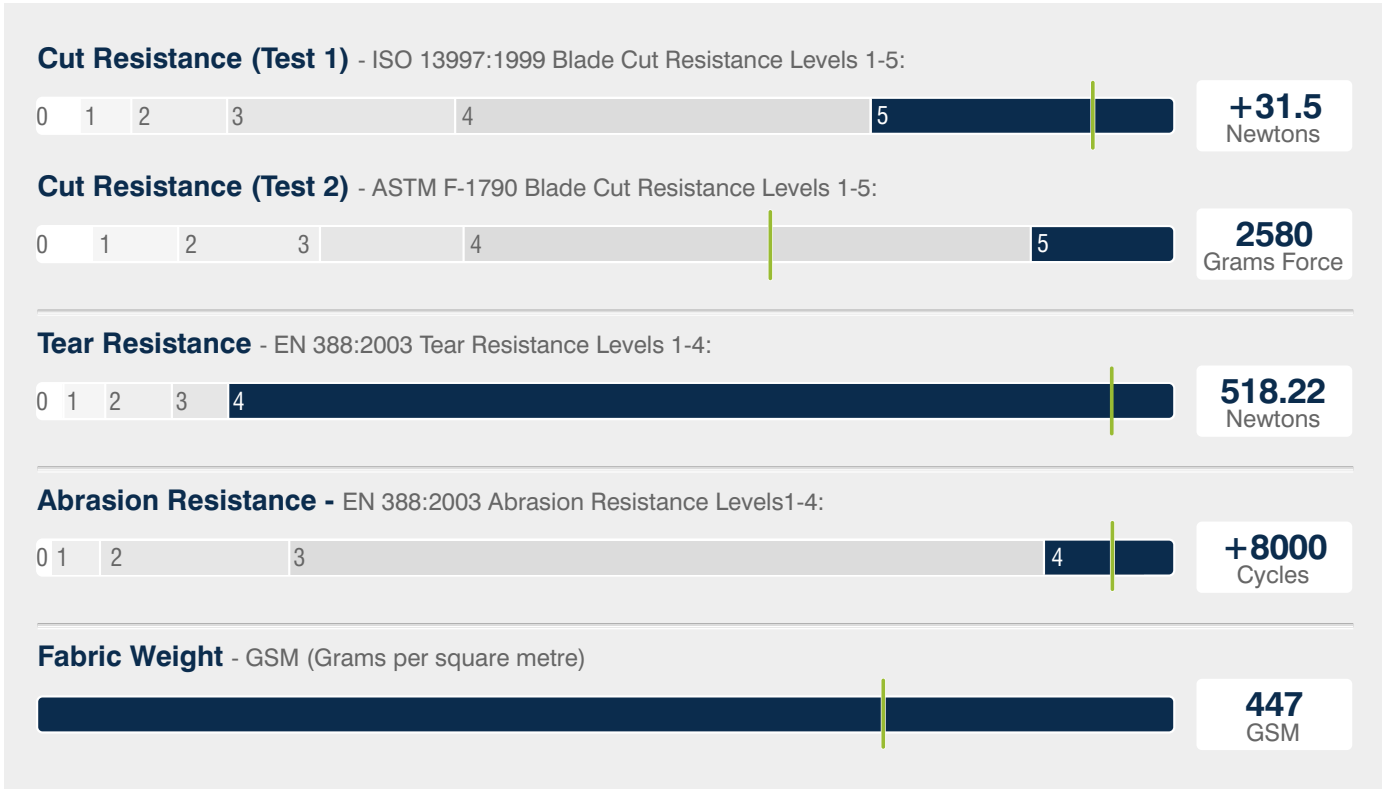 Cut Resistance (Test 1) - ISO 13997:1999 Blade Cut Resistance Levels 1-5:
0 1 2 3 4 5
+31.5
Newtons
Cut Resistance (Test 2) - ASTM F-1790 Blade Cut Resistance Levels 1-5:
0 1 2 3 4 5
2580
Grams Force
Tear Resistance - EN 388:2003 Tear Resistance Levels 1-4:
0 1 2 3 4
518.22
Newtons
Abrasion Resistance - EN 388:2003 Abrasion Resistance Levels1-4:
0 1 2 3 4
+8000
Cycles
Fabric Weight - GSM (Grams per square metre)
447
GSM